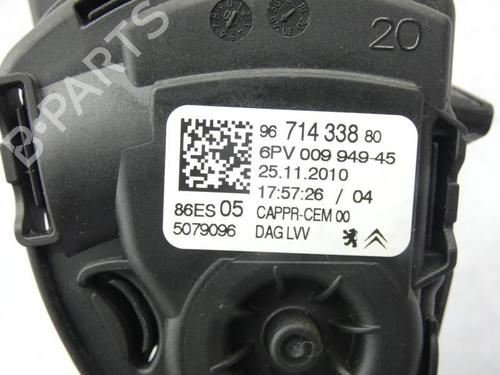 20
96 714 338 80
6PV 009 949-45
25.11.2010
17:57:26 / 04
86ES 05 CAPPR-CEM 00
5079096 DAG LVV
B-PARTS